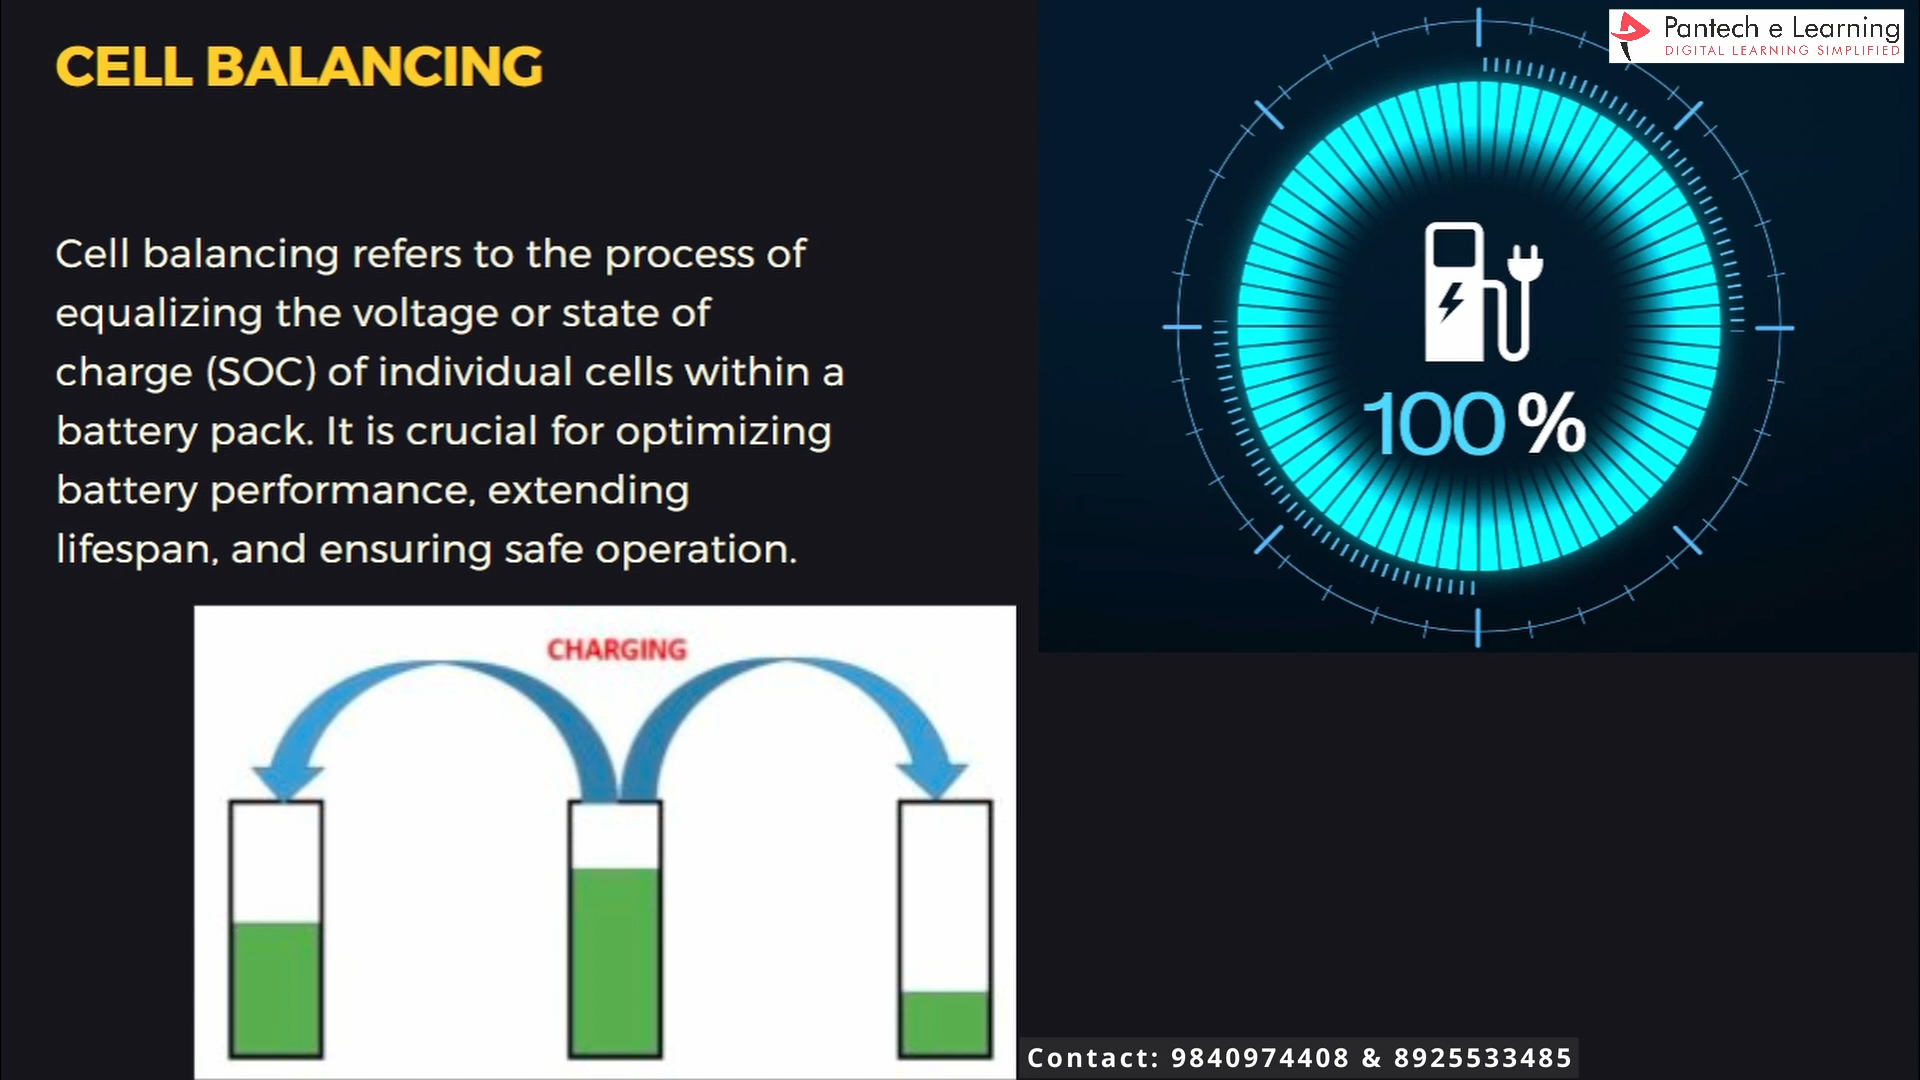 CELL BALANCING
Pantech e Learning
DIGITAL LEARNING SIMPLIFIED
Cell balancing refers to the process of
equalizing the voltage or state of
charge (SOC) of individual cells within a
battery pack. It is crucial for optimizing
battery performance, extending
lifespan, and ensuring safe operation.
100 %
CHARGING
Contact: 9840974408 & 8925533485